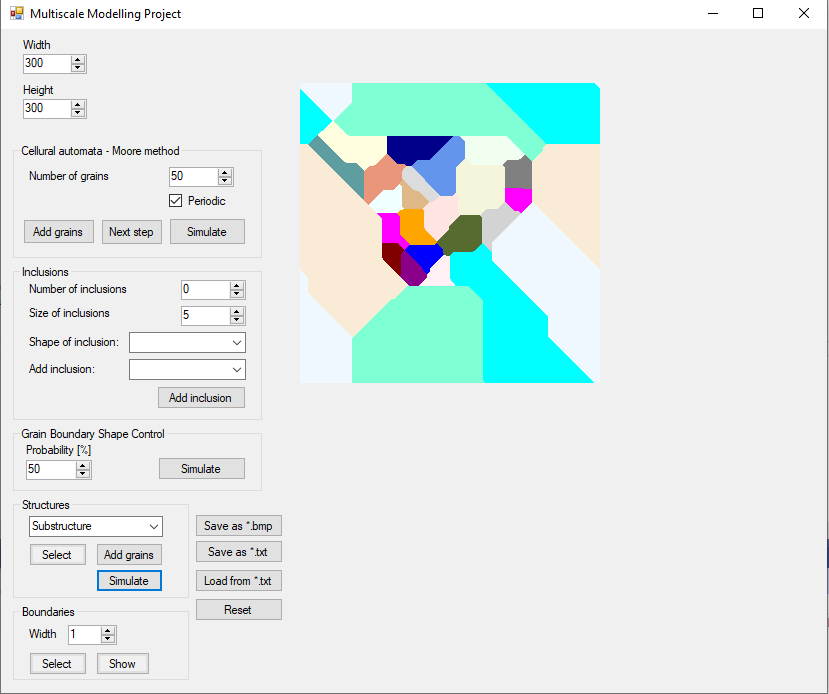 Multiscale Modelling Project
Width
300
Height
300
Cellural automata - Moore method
Number of grains
50
Periodic
Add grains
Next step
Simulate
Inclusions
Number of inclusions
0
Size of inclusions
5
Shape of inclusion:
Add inclusion:
Add inclusion
Grain Boundary Shape Control
Probability [%]
50
Simulate
Structures
Substructure
Select
Add grains
Simulate
Save as *.bmp
Save as *.txt
Load from *.txt
Reset
Boundaries
Width
1
Select
Show